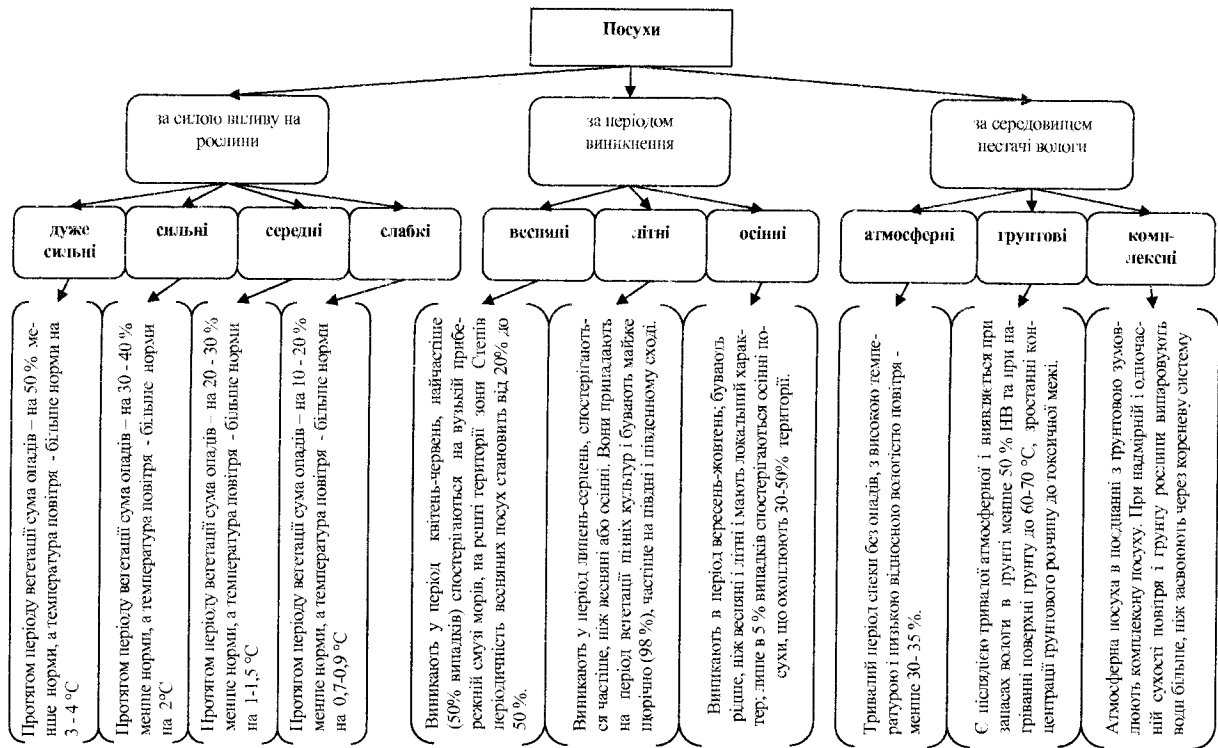 Посухи
за силою впливу на
рослини
за періодом
виникнення
за середовищем
нестачі вологи
дуже
сильні
сильні
середні
слабкі
весняні
літні
осінні
атмосферні
ґрунтові
комп-
лексні
Протягом періоду вегетації сума опадів – на 50 % ме-
нше норми, а температура повітря - більше норми на
3 - 4 °С
Протягом періоду вегетації сума опадів – на 30 - 40 %
менше норми, а температура повітря - більше норми
на 2°С
Протягом періоду вегетації сума опадів – на 20 - 30 %
менше норми, а температура повітря - більше норми
на 1-1,5 °С
Протягом періоду вегетації сума опадів – на 10 - 20 %
менше норми, а температура повітря - більше норми
на 0,7-0,9 °С
Виникають у період квітень-червень, найчастіше
(50% випадків) спостерігаються на вузькій прибе-
режній смузі морів, на решті території зони Степів
періодичність весняних посух становить від 20% до
50 %.
Виникають у період липень-серпень, спостерігають-
ся частіше, ніж весняні або осінні. Вони припадають
на період вегетації пізніх культур і бувають майже
щорічно (98 %), частіше на півдні і південному сході.
Виникають в період вересень-жовтень, бувають
рідше, ніж весняні і літні і мають локальний харак-
тер, лише в 5 % випадків спостерігаються осінні по-
сухи, що охоплюють 30-50% території.
Тривалий період спеки без опадів, з високою темпе-
ратурою і низькою відносною вологістю повітря -
менше 30- 35 %.
Є наслідком тривалої атмосферної і виявляється при
запасах вологи в ґрунті менше 50 % НВ та при на-
гріванні поверхні ґрунту до 60-70 °С, зростанні кон-
центрації ґрунтового розчину до токсичної межі.
Атмосферна посуха в поєднанні з ґрунтовою зумов-
люють комплексну посуху. При надмірній і одночас-
ній сухості повітря і ґрунту рослини випаровують
води більше, ніж засвоюють через кореневу систему